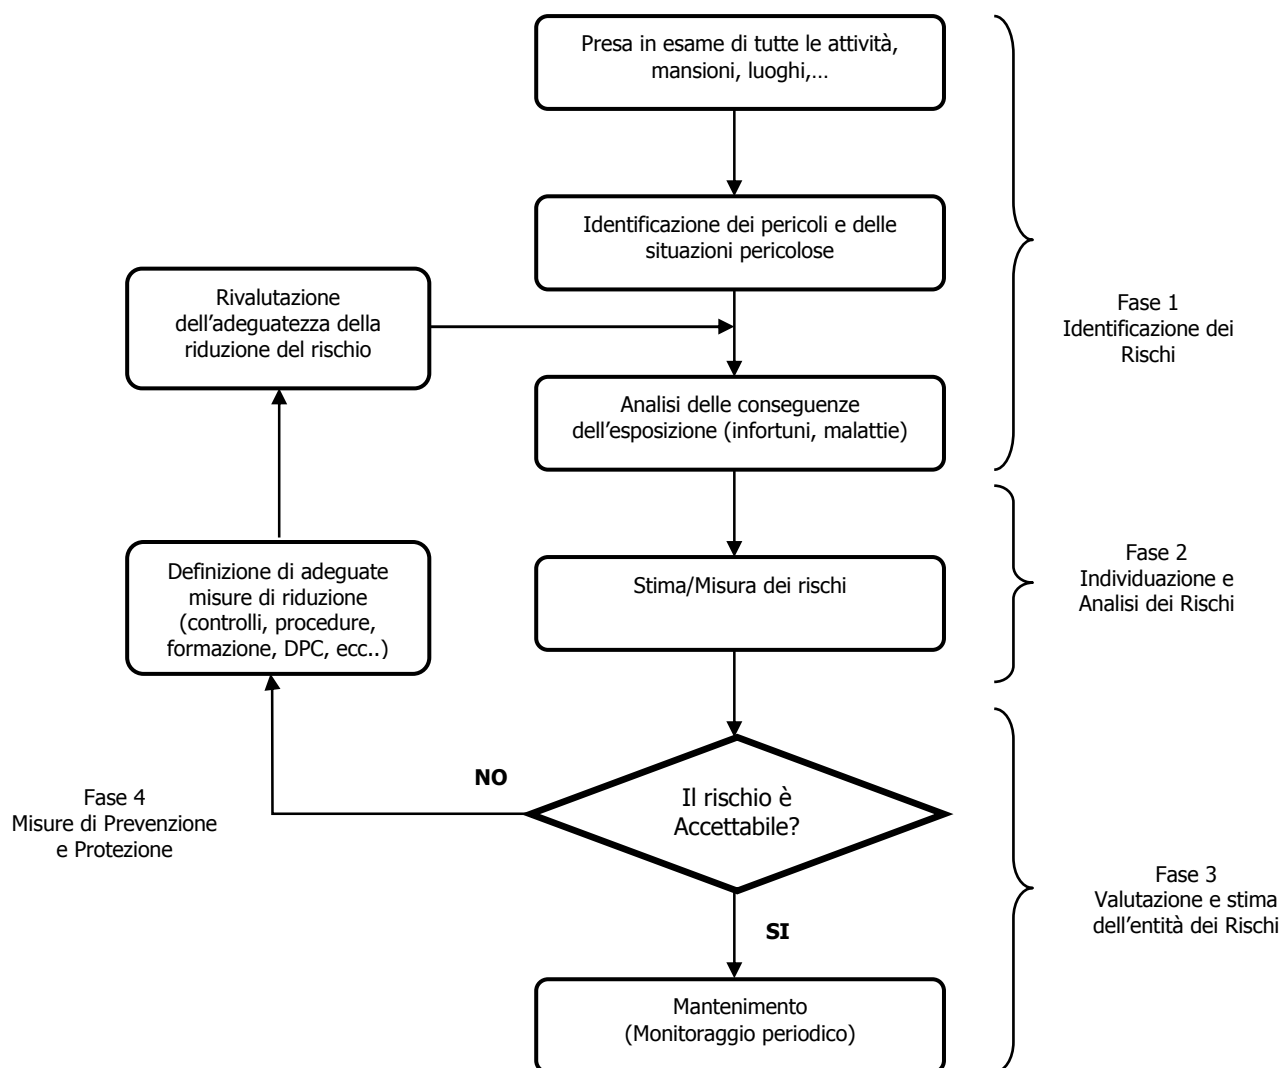 Presa in esame di tutte le attività,
mansioni, luoghi,…
Identificazione dei pericoli e delle
situazioni pericolose
Rivalutazione
dell’adeguatezza della
riduzione del rischio
Fase 1
Identificazione dei
Rischi
Analisi delle conseguenze
dell’esposizione (infortuni, malattie)
Definizione di adeguate
misure di riduzione
(controlli, procedure,
formazione, DPC, ecc..)
Stima/Misura dei rischi
Fase 2
Individuazione e
Analisi dei Rischi
NO
Il rischio è
Accettabile?
Fase 4
Misure di Prevenzione
e Protezione
Fase 3
Valutazione e stima
dell’entità dei Rischi
SI
Mantenimento
(Monitoraggio periodico)